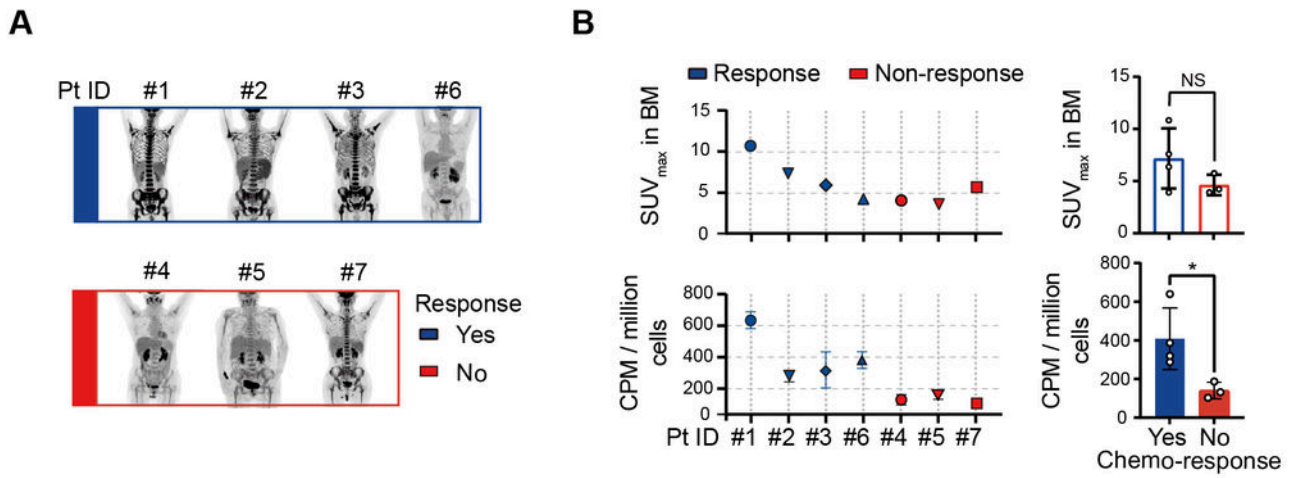 A
Pt ID #1 #2 #3 #6
#4 #5 #7
Response
Yes
No
B
Response Non-response
SUVmax in BM
15
10
5
0
CPM / million
cells
800
600
400
200
0
Pt ID #1 #2 #3 #6 #4 #5 #7
SUVmax in BM
15
10
5
0
NS
CPM / million
cells
800
600
400
200
0
*
Yes No
Chemo-response